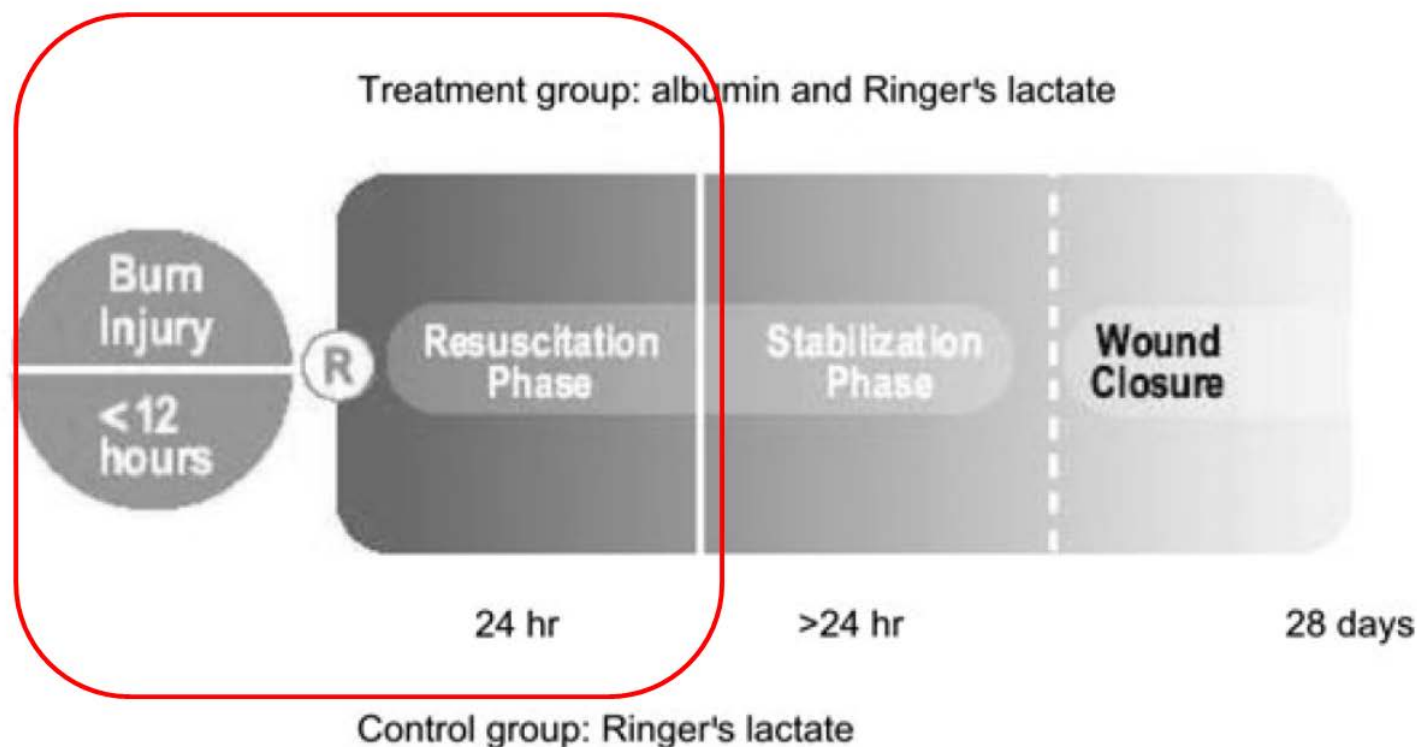 Treatment group: albumin and Ringer's lactate
Burn
Injury
< 12
hours
R
Resuscitation
Phase
Stabilization
Phase
Wound
Closure
24 hr
>24 hr
28 days
Control group: Ringer's lactate